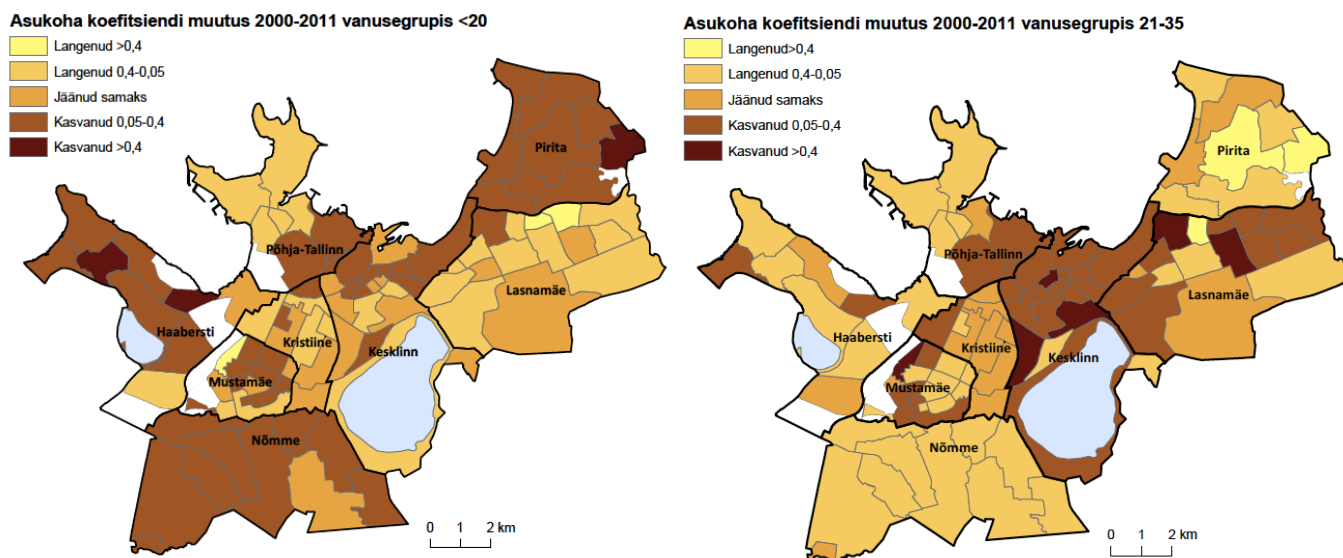 Asukoha koefitsiendi muutus 2000-2011 vanusegrupis <20
Langenud >0,4
Langenud 0,4-0,05
Jäänud samaks
Kasvanud 0,05-0,4
Kasvanud >0,4
Pirita
Põhja-Tallinn
Lasnamäe
Haabersti
Kristiine
Kesklinn
Mustamäe
Nõmme
0 1 2 km
Asukoha koefitsiendi muutus 2000-2011 vanusegrupis 21-35
Langenud>0,4
Langenud 0,4-0,05
Jäänud samaks
Kasvanud 0,05-0,4
Kasvanud >0,4
Pirita
Põhja-Tallinn
Lasnamäe
Haabersti
Kristiine
Kesklinn
Mustamäe
Nõmme
0 1 2 km